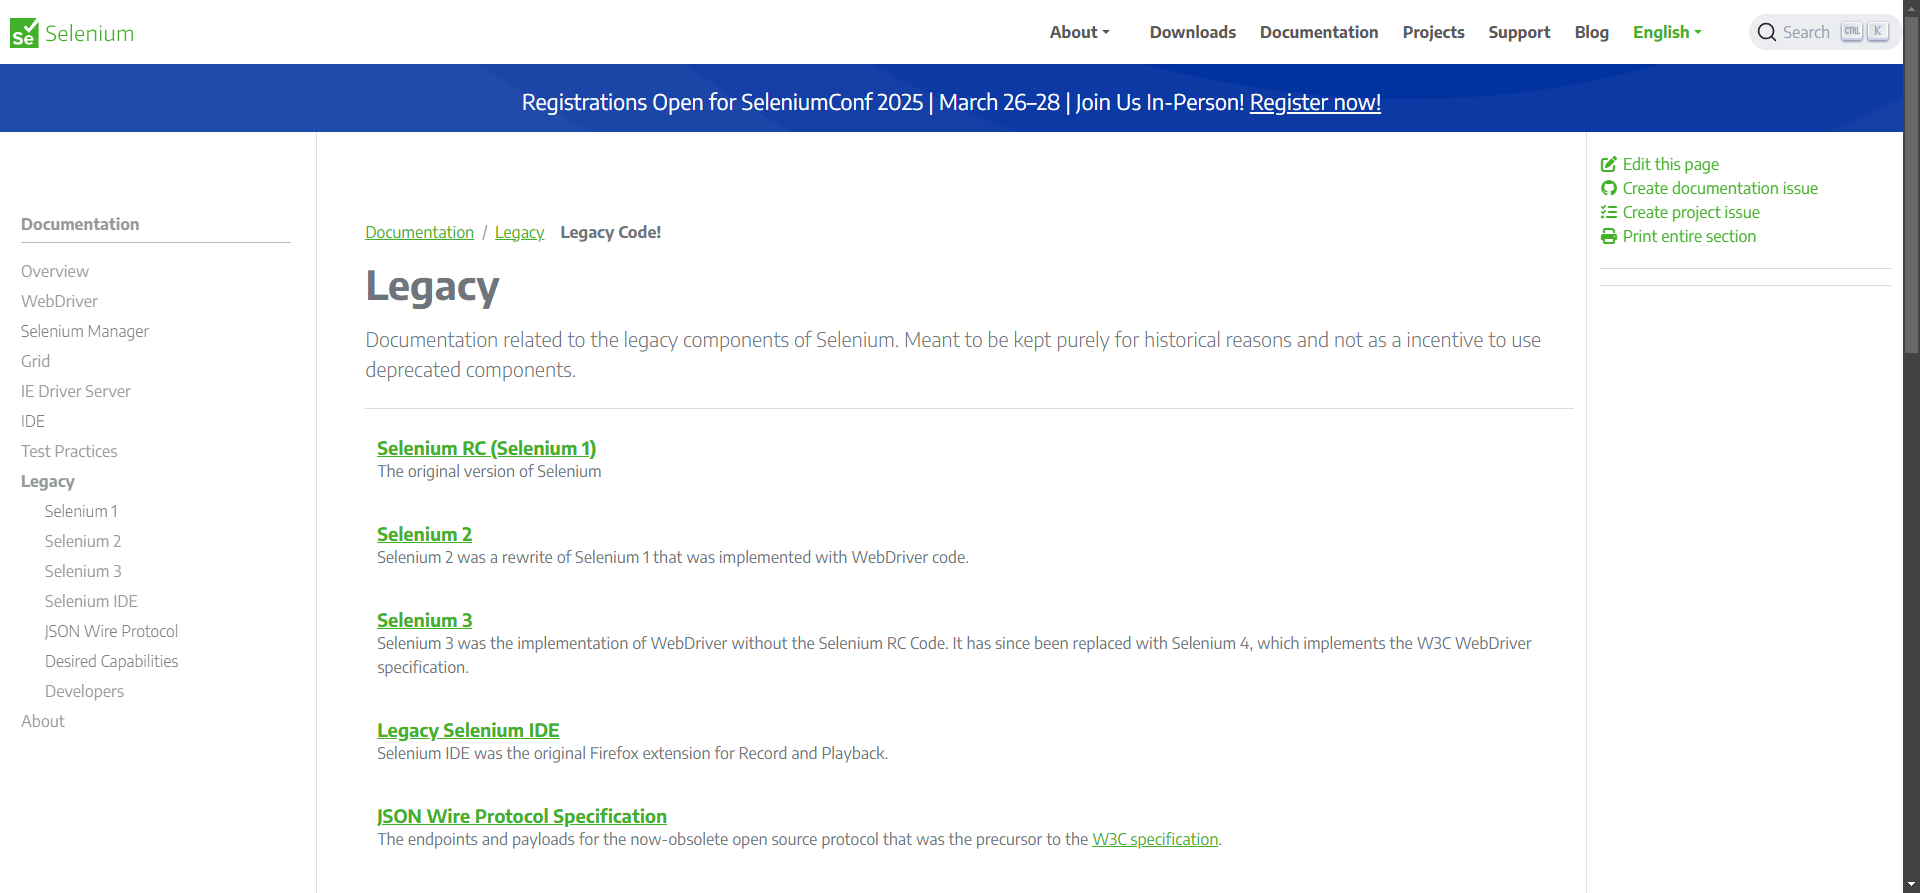 Se Selenium
About
Downloads
Documentation
Projects
Support
Blog
English
Search CTRL K
Registrations Open for SeleniumConf 2025 | March 26–28 | Join Us In-Person! Register now!
Documentation
Overview
WebDriver
Selenium Manager
Grid
IE Driver Server
IDE
Test Practices
Legacy
Selenium 1
Selenium 2
Selenium 3
Selenium IDE
JSON Wire Protocol
Desired Capabilities
Developers
About
Documentation / Legacy Legacy Code!
Legacy
Documentation related to the legacy components of Selenium. Meant to be kept purely for historical reasons and not as a incentive to use
deprecated components.
Selenium RC (Selenium 1)
The original version of Selenium
Selenium 2
Selenium 2 was a rewrite of Selenium 1 that was implemented with WebDriver code.
Selenium 3
Selenium 3 was the implementation of WebDriver without the Selenium RC Code. It has since been replaced with Selenium 4, which implements the W3C WebDriver
specification.
Legacy Selenium IDE
Selenium IDE was the original Firefox extension for Record and Playback.
JSON Wire Protocol Specification
The endpoints and payloads for the now-obsolete open source protocol that was the precursor to the W3C specification.
Edit this page
Create documentation issue
Create project issue
Print entire section